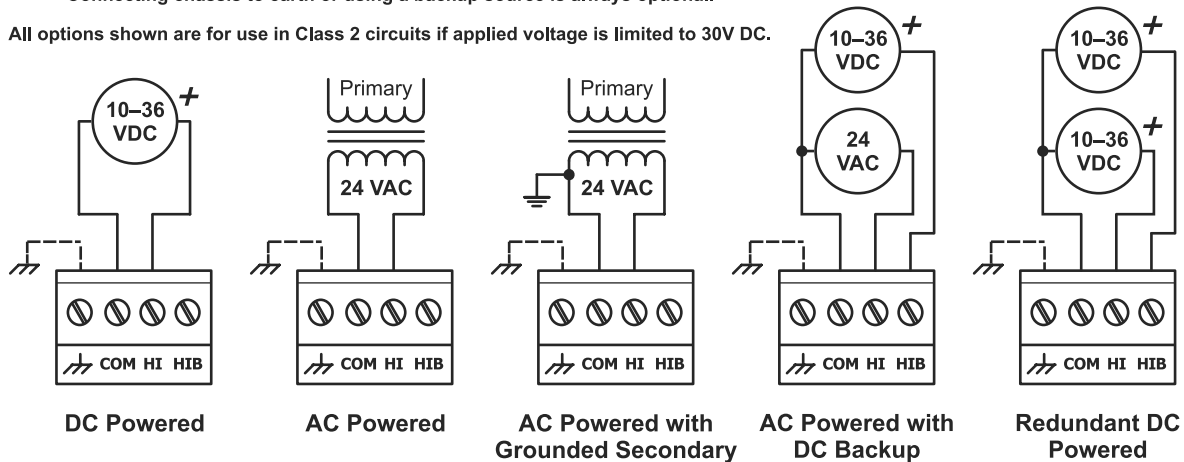 All options shown are for use in Class 2 circuits if applied voltage is limited to 30V DC.
10–36
VDC
+
Primary
24 VAC
Primary
24 VAC
10–36
VDC
+
24
VAC
10–36
VDC
+
10–36
VDC
+
COM HI HIB
COM HI HIB
COM HI HIB
COM HI HIB
COM HI HIB
DC Powered
AC Powered
AC Powered with
Grounded Secondary
AC Powered with
DC Backup
Redundant DC
Powered